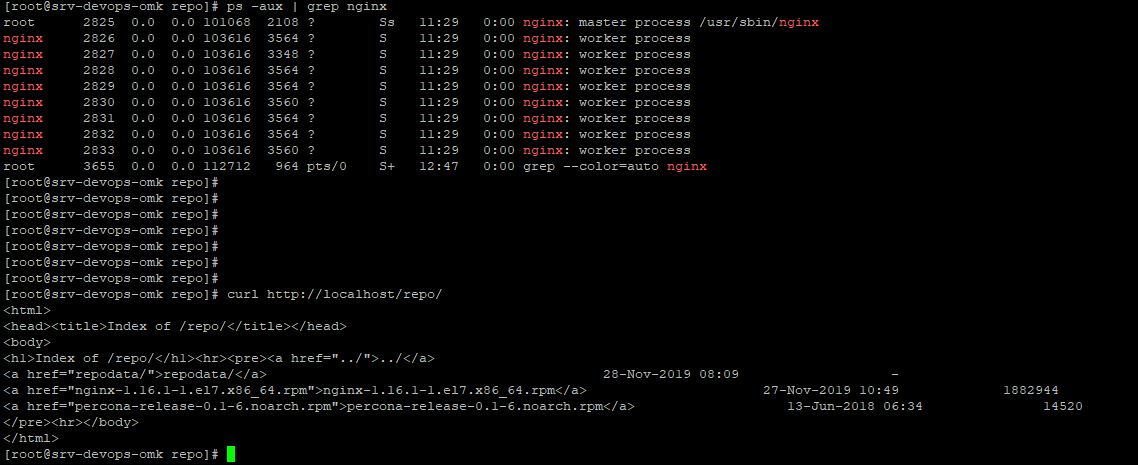 [root@srv-devops-omk repo]# ps -aux | grep nginx
root      2825  0.0  0.0 101068  2108 ?        Ss   11:29   0:00 nginx: master process /usr/sbin/nginx
nginx     2826  0.0  0.0 103616  3564 ?        S    11:29   0:00 nginx: worker process
nginx     2827  0.0  0.0 103616  3348 ?        S    11:29   0:00 nginx: worker process
nginx     2828  0.0  0.0 103616  3564 ?        S    11:29   0:00 nginx: worker process
nginx     2829  0.0  0.0 103616  3564 ?        S    11:29   0:00 nginx: worker process
nginx     2830  0.0  0.0 103616  3560 ?        S    11:29   0:00 nginx: worker process
nginx     2831  0.0  0.0 103616  3564 ?        S    11:29   0:00 nginx: worker process
nginx     2832  0.0  0.0 103616  3564 ?        S    11:29   0:00 nginx: worker process
nginx     2833  0.0  0.0 103616  3560 ?        S    11:29   0:00 nginx: worker process
root      3655  0.0  0.0 112712   964 pts/0    S+   12:47   0:00 grep --color=auto nginx
[root@srv-devops-omk repo]#
[root@srv-devops-omk repo]#
[root@srv-devops-omk repo]#
[root@srv-devops-omk repo]#
[root@srv-devops-omk repo]#
[root@srv-devops-omk repo]#
[root@srv-devops-omk repo]#
[root@srv-devops-omk repo]# curl http://localhost/repo/
<html>
<head><title>Index of /repo/</title></head>
<body>
<h1>Index of /repo/</h1><hr><pre><a href="../">../</a>
<a href="repodata/">repodata/</a>                                          28-Nov-2019 08:09                   -
<a href="nginx-1.16.1-1.el7.x86_64.rpm">nginx-1.16.1-1.el7.x86_64.rpm</a>                      27-Nov-2019 10:49             1882944
<a href="percona-release-0.1-6.noarch.rpm">percona-release-0.1-6.noarch.rpm</a>                   13-Jun-2018 06:34               14520
</pre><hr></body>
</html>
[root@srv-devops-omk repo]#